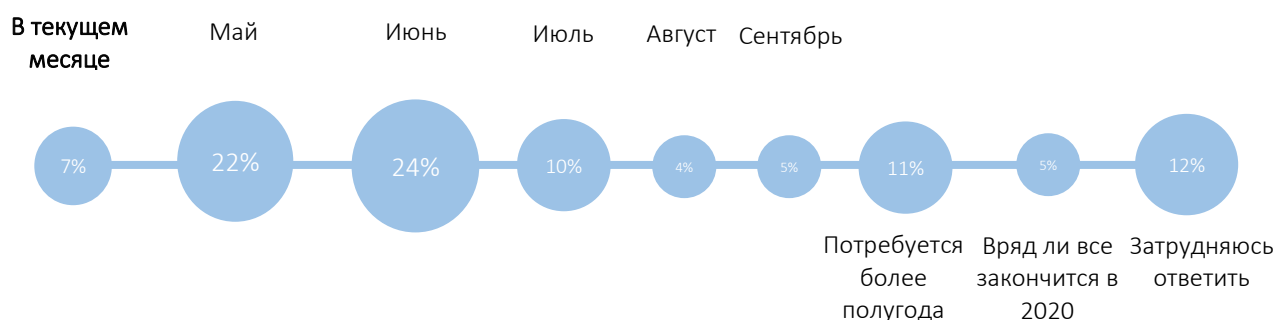 В текущем
месяце
Май
Июнь
Июль
Август
Сентябрь
7%
22%
24%
10%
4%
5%
11%
5%
12%
Потребуется
более
полугода
Вряд ли все
закончится в
2020
Затрудняюсь
ответить